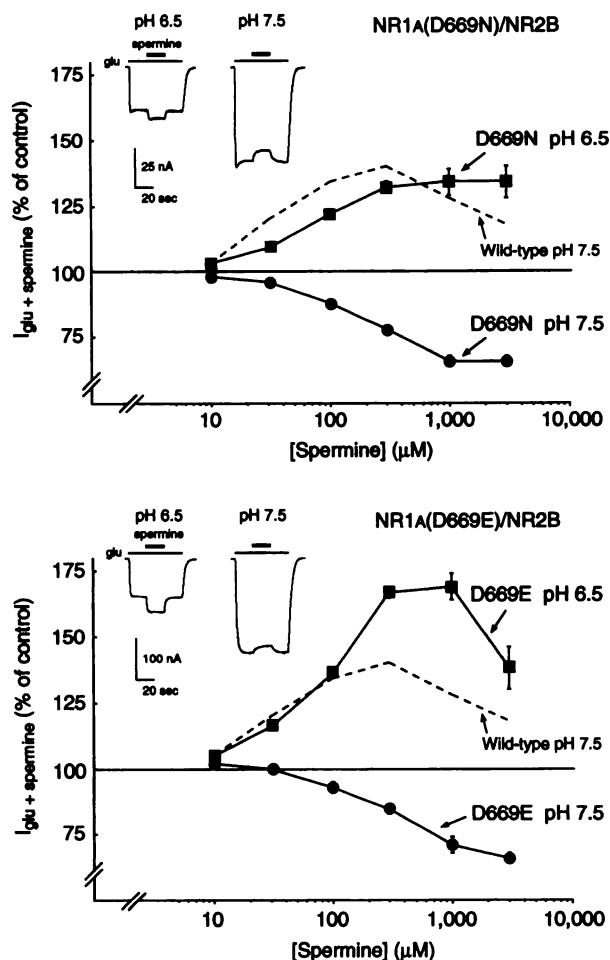 pH 6.5 pH 7.5 NR1A(D669N)/NR2B
spermine
glu
175
150
125
100
75
25 nA
20 sec
D669N pH 6.5
Wild-type pH 7.5
D669N pH 7.5
I glu + spermine (% of control)
10 100 1,000 10,000
[Spermine] (μM)
pH 6.5 pH 7.5 NR1A(D669E)/NR2B
spermine
glu
175
150
125
100
75
100 nA
20 sec
D669E pH 6.5
Wild-type pH 7.5
D669E pH 7.5
I glu + spermine (% of control)
10 100 1,000 10,000
[Spermine] (μM)